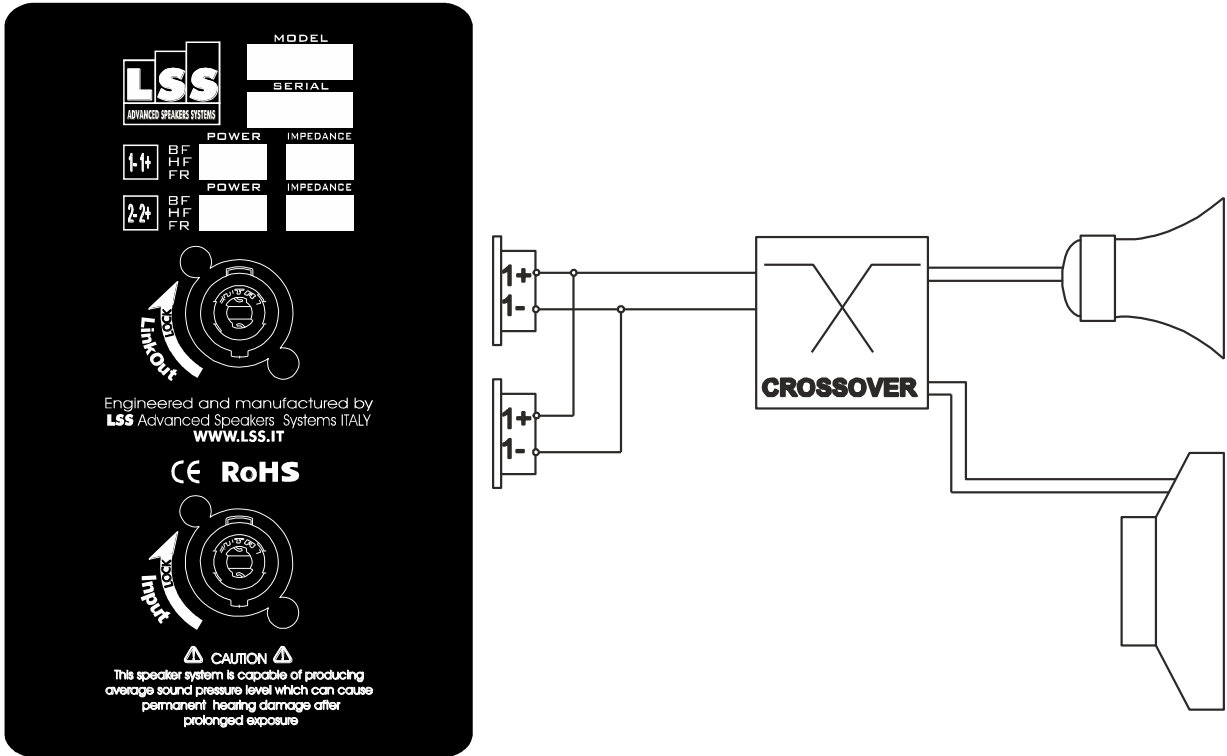 MODEL
LSS
ADVANCED SPEAKERS SYSTEMS
SERIAL
POWER IMPEDANCE
1- 1+
BF
HF
FR
POWER IMPEDANCE
2- 2+
BF
HF
FR
LOCK
LinkOut
Engineered and manufactured by
LSS Advanced Speakers Systems ITALY
WWW.LSS.IT
CE RoHS
LOCK
Input
CAUTION
This speaker system is capable of producing
average sound pressure level which can cause
permanent hearing damage after
prolonged exposure
1+
1-
1+
1-
CROSSOVER